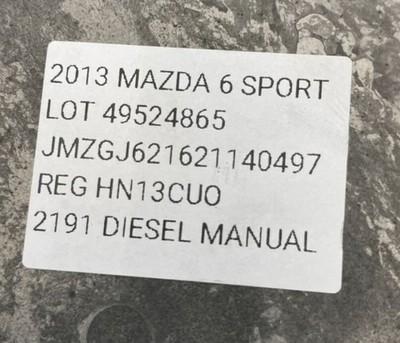 2013 MAZDA 6 SPORT
LOT 49524865
JMZGJ621621140497
REG HN13CUO
2191 DIESEL MANUAL